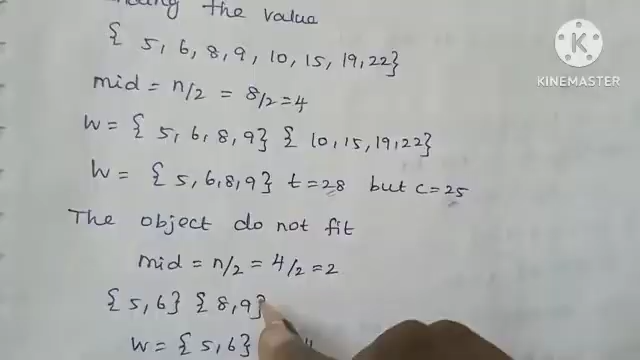 the value
{ 5, 6, 8, 9, 10, 15, 19, 22}
mid = n/2 = 8/2 = 4
W = { 5, 6, 8, 9} { 10, 15, 19, 22}
W = { 5, 6, 8, 9} t = 28 but c = 25
The object do not fit
mid = n/2 = 4/2 = 2
{ 5, 6} { 8, 9}
W = { 5, 6}
K
KINEMASTER